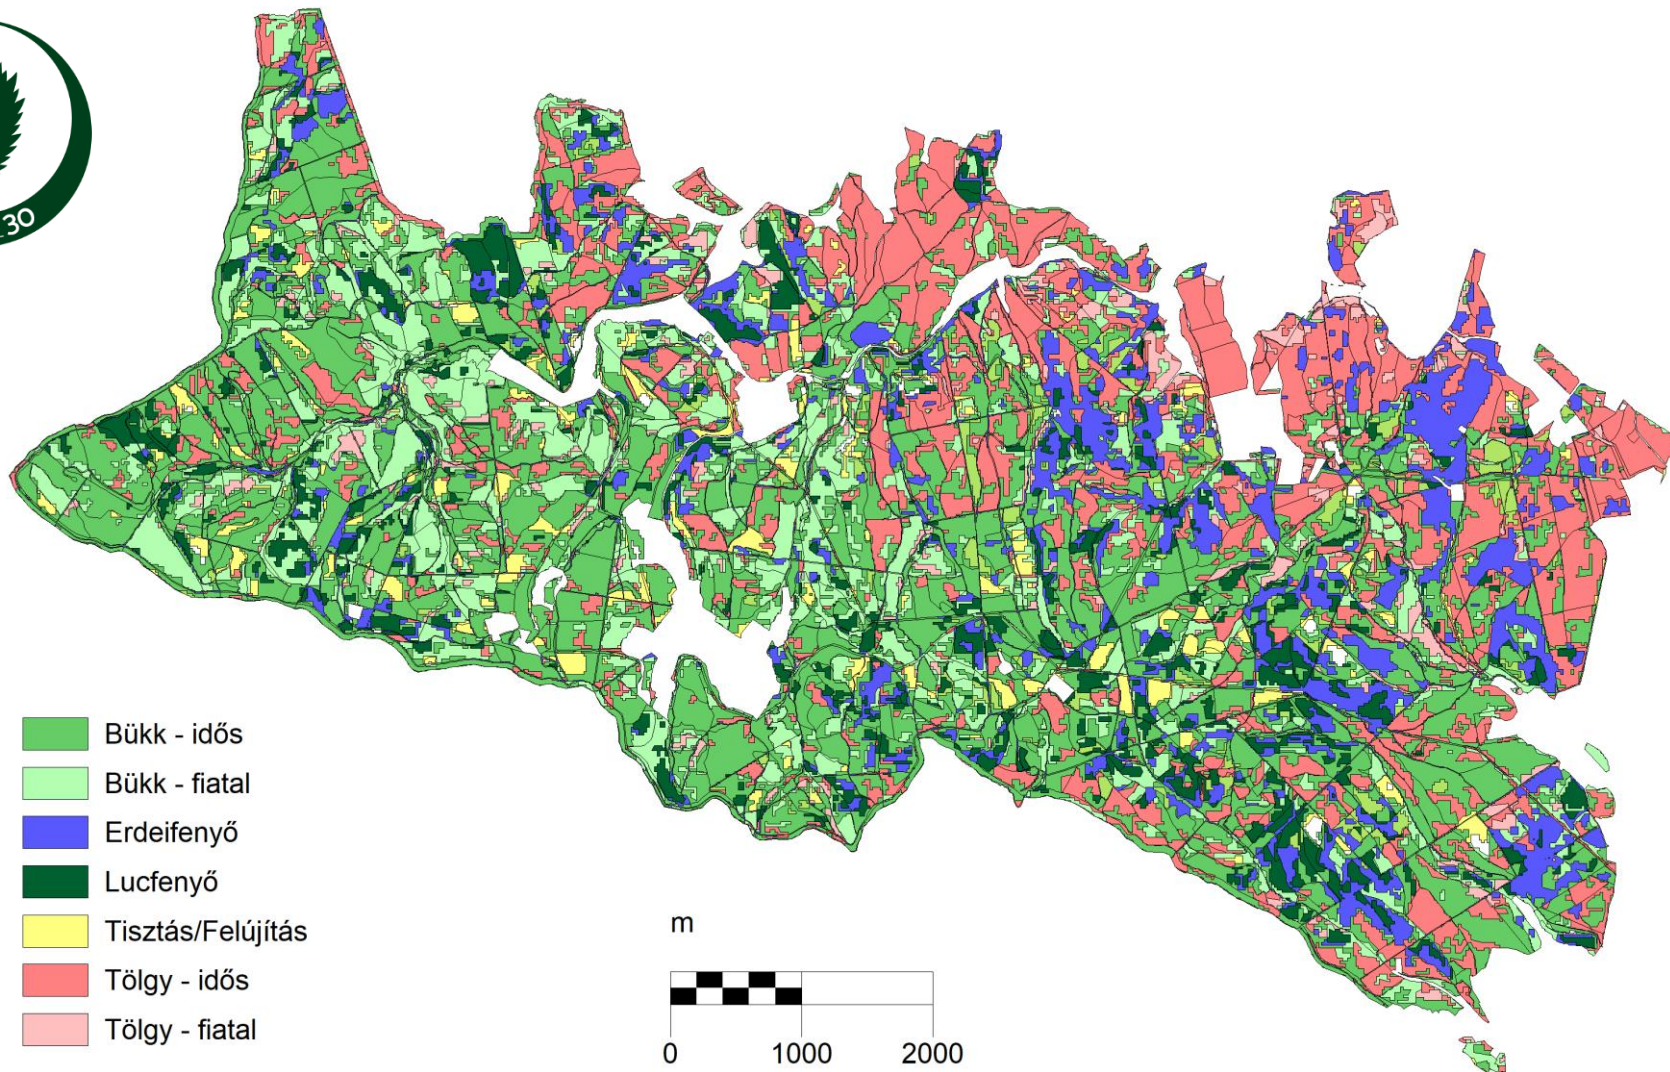 30
Bükk - idős
Bükk - fiatal
Erdeifenyő
Lucfenyő
Tisztás/Felújítás
Tölgy - idős
Tölgy - fiatal
m
0 1000 2000